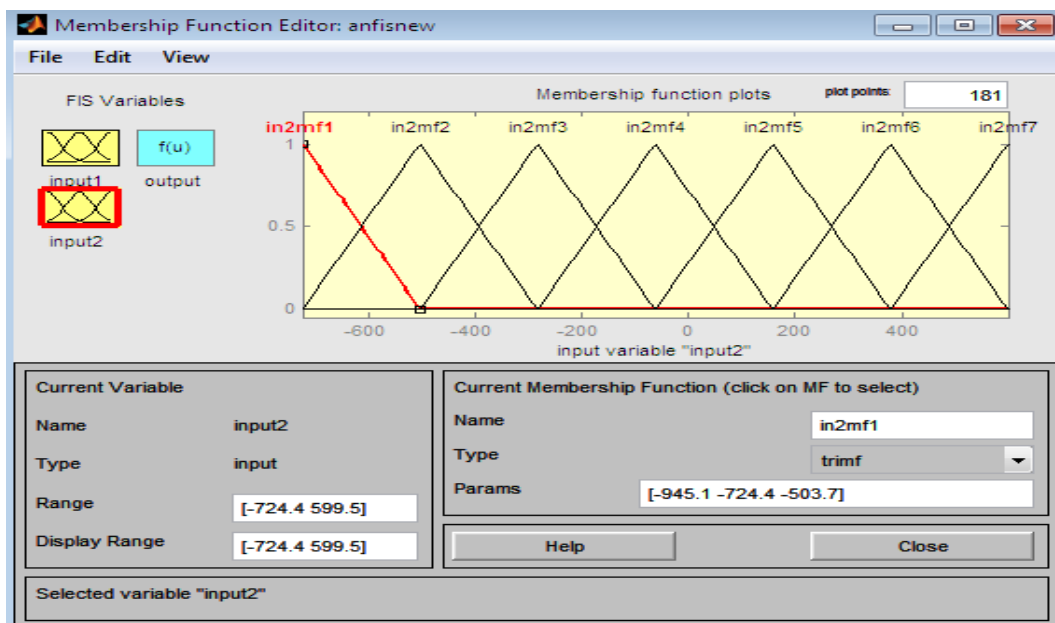 Membership Function Editor: anfisnew
File Edit View
FIS Variables
Membership function plots
plot points:
181
f(u)
input1
output
input2
in2mf1 in2mf2 in2mf3 in2mf4 in2mf5 in2mf6 in2mf7
1
0.5
0
-600 -400 -200 0 200 400
input variable "input2"
Current Variable
Name input2
Type input
Range [-724.4 599.5]
Display Range [-724.4 599.5]
Current Membership Function (click on MF to select)
Name in2mf1
Type trimf
Params [-945.1 -724.4 -503.7]
Help Close
Selected variable "input2"